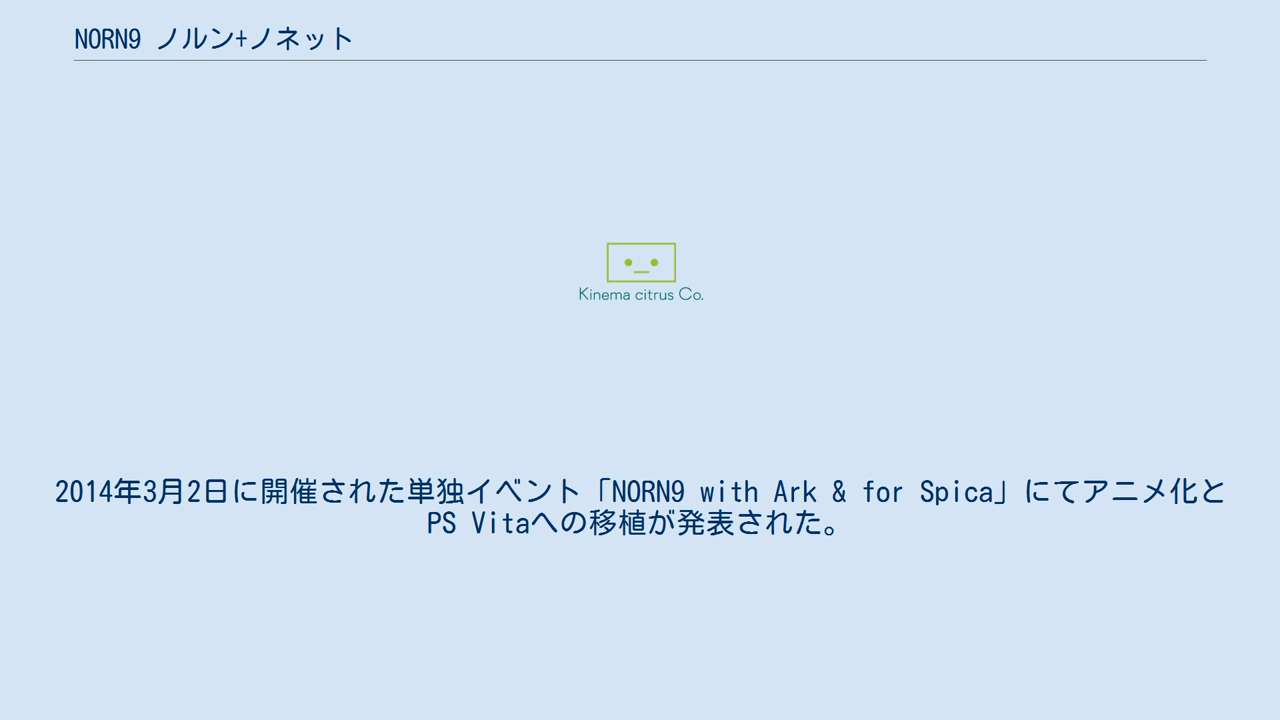 NORN9 ノルン+ノネット
Kinema citrus Co.
2014年3月2日に開催された単独イベント「NORN9 with Ark & for Spica」にてアニメ化と
PS Vitaへの移植が発表された。